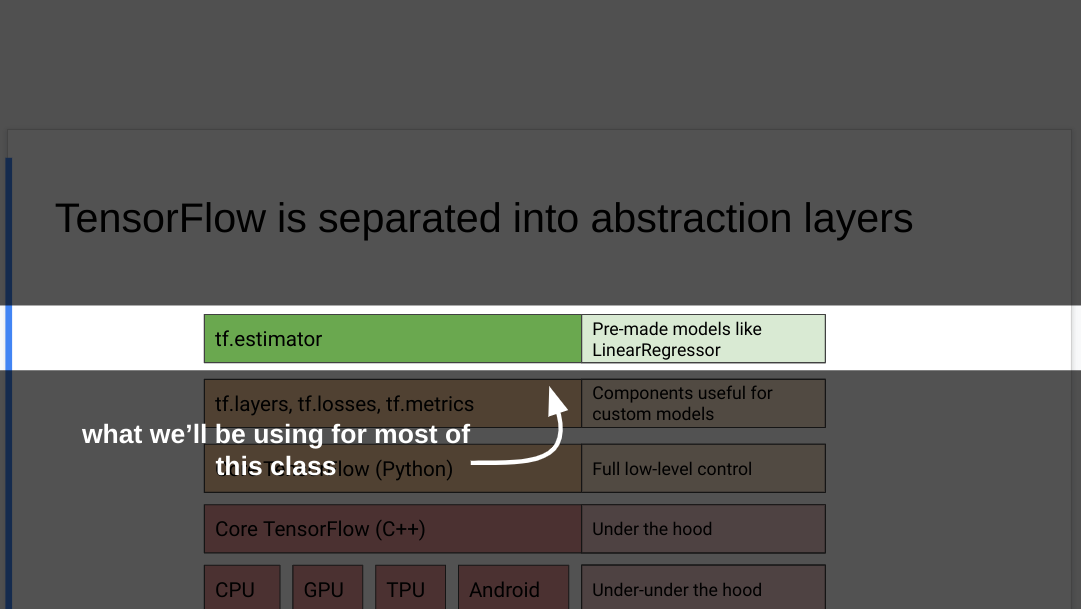 TensorFlow is separated into abstraction layers
tf.estimator
Pre-made models like
LinearRegressor
tf.layers, tf.losses, tf.metrics
Components useful for
custom models
what we’ll be using for most of
this class
flow (Python)
Full low-level control
Core TensorFlow (C++)
Under the hood
CPU
GPU
TPU
Android
Under-under the hood